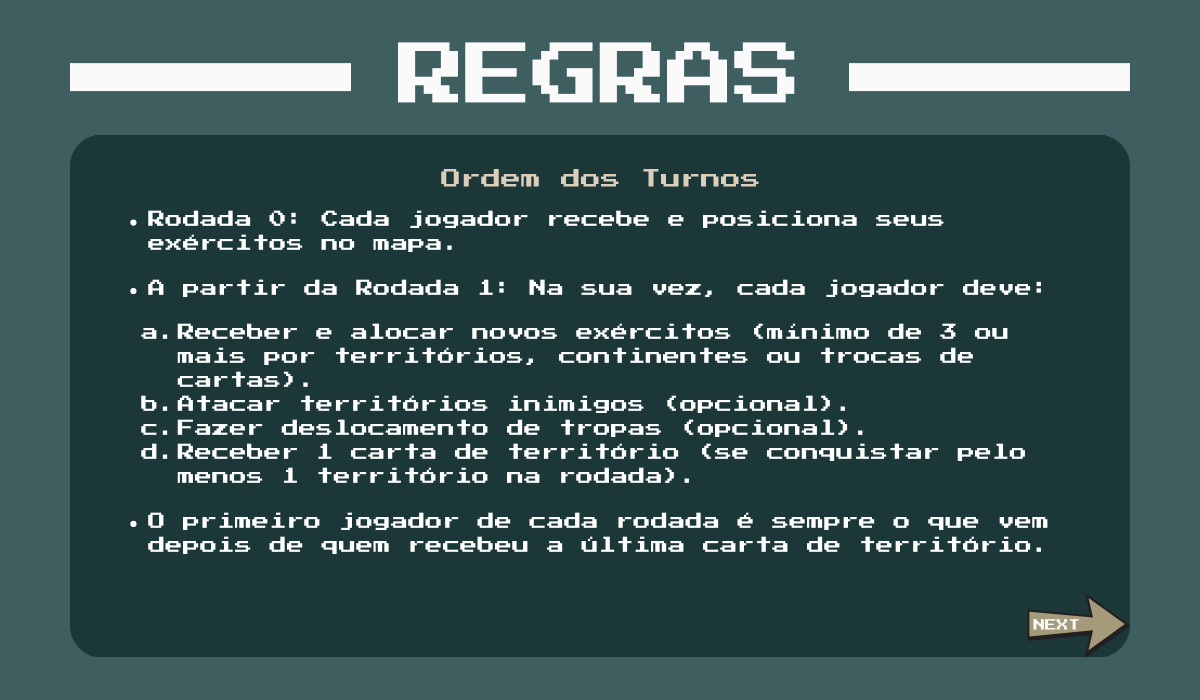 REGRAS
Ordem dos Turnos
• Rodada 0: Cada jogador recebe e posiciona seus
exércitos no mapa.
• A partir da Rodada 1: Na sua vez, cada jogador deve:
a. Receber e alocar novos exércitos (mínimo de 3 ou
mais por territórios, continentes ou trocas de
cartas).
b. Atacar territórios inimigos (opcional).
c. Fazer deslocamento de tropas (opcional).
d. Receber 1 carta de território (se conquistar pelo
menos 1 território na rodada).
• O primeiro jogador de cada rodada é sempre o que vem
depois de quem recebeu a última carta de território.
NEXT